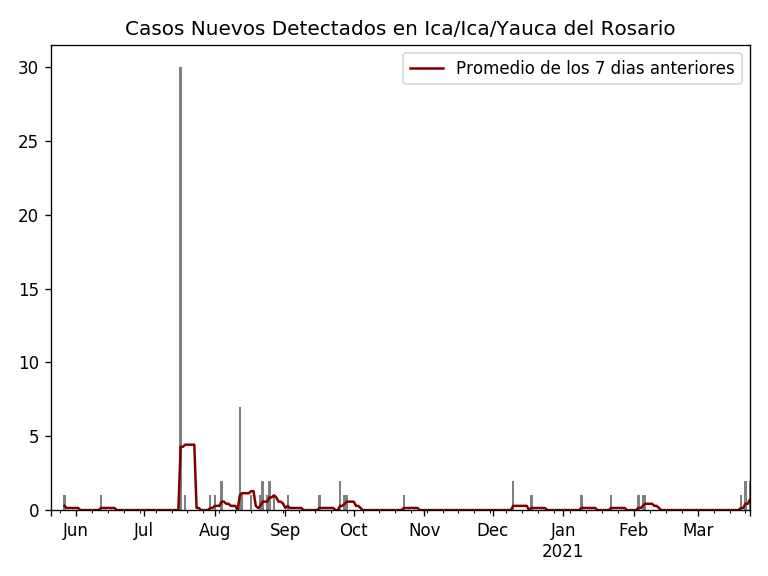 Casos Nuevos Detectados en Ica/Ica/Yauca del Rosario
Promedio de los 7 dias anteriores
30
25
20
15
10
5
0
Jun Jul Aug Sep Oct Nov Dec Jan Feb Mar
2021